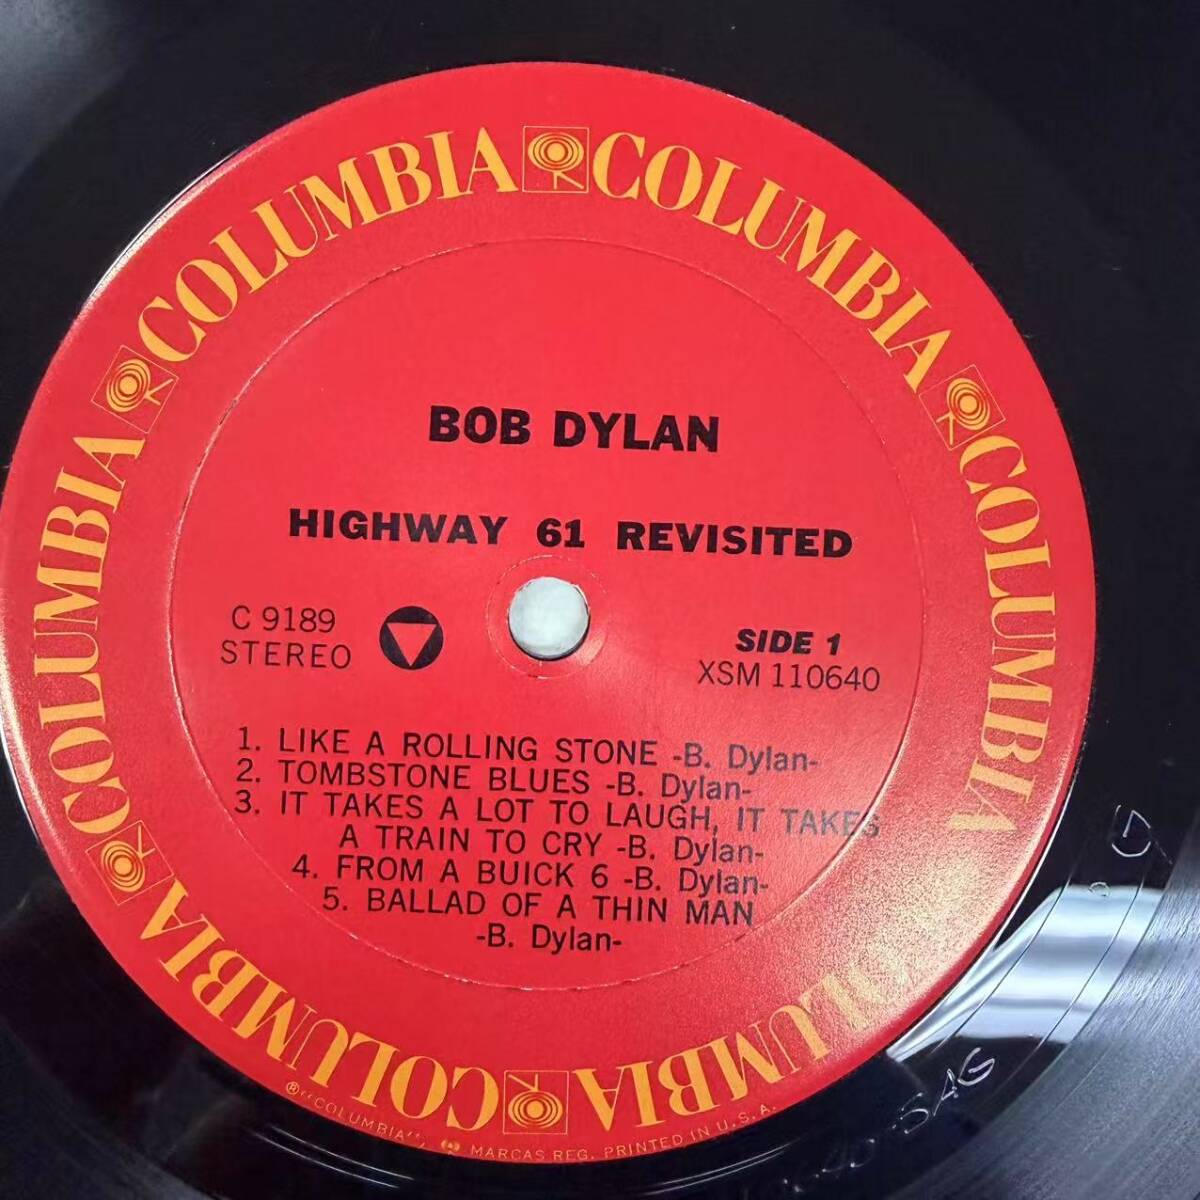 COLUMBIA COLUMBIA COLUMBIA COLUMBIA COLUMBIA COLUMBIA
BOB DYLAN
HIGHWAY 61 REVISITED
C 9189
STEREO
SIDE 1
XSM 110640
1. LIKE A ROLLING STONE -B. Dylan-
2. TOMBSTONE BLUES -B. Dylan-
3. IT TAKES A LOT TO LAUGH, IT TAKES
A TRAIN TO CRY -B. Dylan-
4. FROM A BUICK 6 -B. Dylan-
5. BALLAD OF A THIN MAN
-B. Dylan-
®"COLUMBIA", MARCAS REG. PRINTED IN U.S.A.
-5AG
G